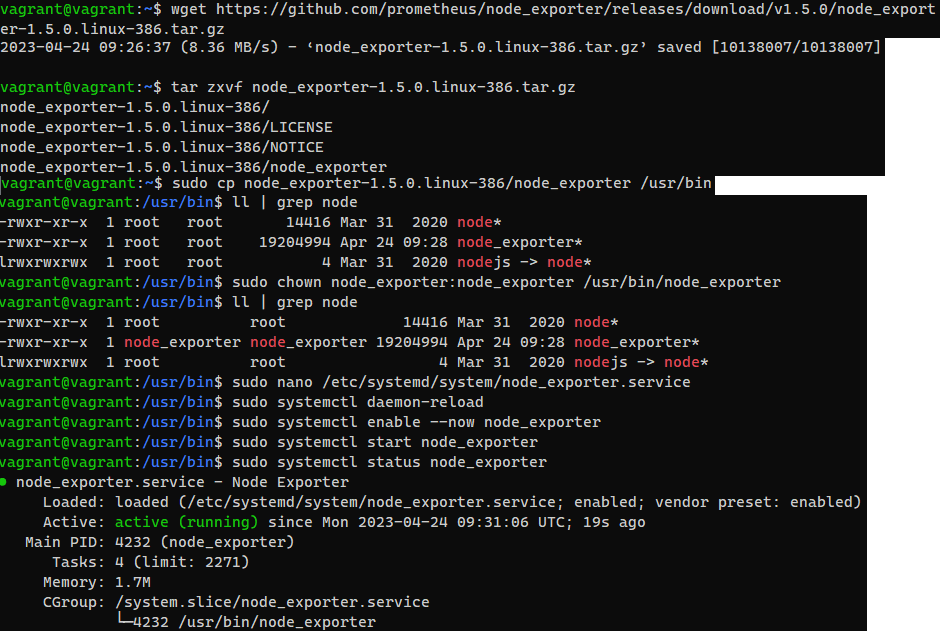 vagrant@vagrant:~$ wget https://github.com/prometheus/node_exporter/releases/download/v1.5.0/node_export
er-1.5.0.linux-386.tar.gz
2023-04-24 09:26:37 (8.36 MB/s) - ‘node_exporter-1.5.0.linux-386.tar.gz’ saved [10138007/10138007]
vagrant@vagrant:~$ tar zxvf node_exporter-1.5.0.linux-386.tar.gz
node_exporter-1.5.0.linux-386/
node_exporter-1.5.0.linux-386/LICENSE
node_exporter-1.5.0.linux-386/NOTICE
node_exporter-1.5.0.linux-386/node_exporter
vagrant@vagrant:~$ sudo cp node_exporter-1.5.0.linux-386/node_exporter /usr/bin
vagrant@vagrant:/usr/bin$ ll | grep node
-rwxr-xr-x  1 root   root       14416 Mar 31  2020 node*
-rwxr-xr-x  1 root   root    19204994 Apr 24 09:28 node_exporter*
lrwxrwxrwx  1 root   root           4 Mar 31  2020 nodejs -> node*
vagrant@vagrant:/usr/bin$ sudo chown node_exporter:node_exporter /usr/bin/node_exporter
vagrant@vagrant:/usr/bin$ ll | grep node
-rwxr-xr-x  1 root          root             14416 Mar 31  2020 node*
-rwxr-xr-x  1 node_exporter node_exporter 19204994 Apr 24 09:28 node_exporter*
lrwxrwxrwx  1 root          root                 4 Mar 31  2020 nodejs -> node*
vagrant@vagrant:/usr/bin$ sudo nano /etc/systemd/system/node_exporter.service
vagrant@vagrant:/usr/bin$ sudo systemctl daemon-reload
vagrant@vagrant:/usr/bin$ sudo systemctl enable --now node_exporter
vagrant@vagrant:/usr/bin$ sudo systemctl start node_exporter
vagrant@vagrant:/usr/bin$ sudo systemctl status node_exporter
● node_exporter.service - Node Exporter
     Loaded: loaded (/etc/systemd/system/node_exporter.service; enabled; vendor preset: enabled)
     Active: active (running) since Mon 2023-04-24 09:31:06 UTC; 19s ago
   Main PID: 4232 (node_exporter)
      Tasks: 4 (limit: 2271)
     Memory: 1.7M
     CGroup: /system.slice/node_exporter.service
             └─4232 /usr/bin/node_exporter